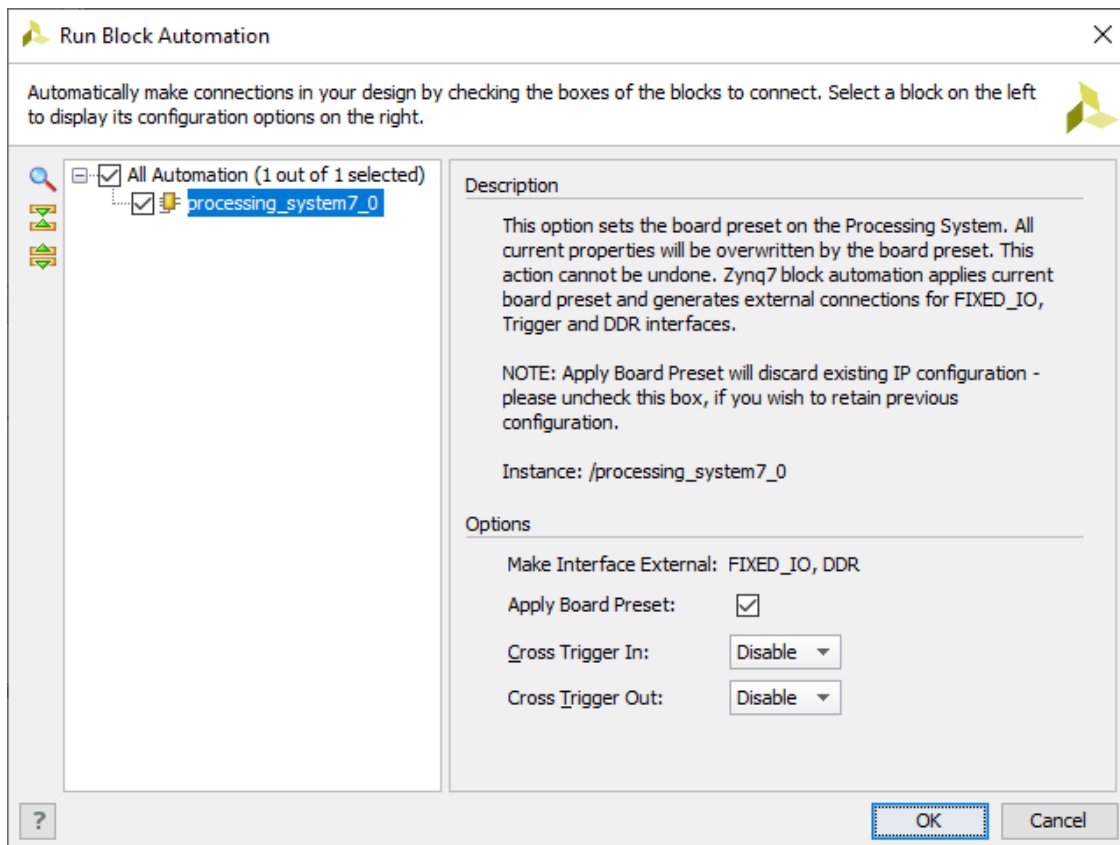 Run Block Automation
Automatically make connections in your design by checking the boxes of the blocks to connect. Select a block on the left
to display its configuration options on the right.
All Automation (1 out of 1 selected)
processing_system7_0
Description
This option sets the board preset on the Processing System. All
current properties will be overwritten by the board preset. This
action cannot be undone. Zynq7 block automation applies current
board preset and generates external connections for FIXED_IO,
Trigger and DDR interfaces.
NOTE: Apply Board Preset will discard existing IP configuration -
please uncheck this box, if you wish to retain previous
configuration.
Instance: /processing_system7_0
Options
Make Interface External: FIXED_IO, DDR
Apply Board Preset:
Cross Trigger In: Disable
Cross Trigger Out: Disable
? OK Cancel